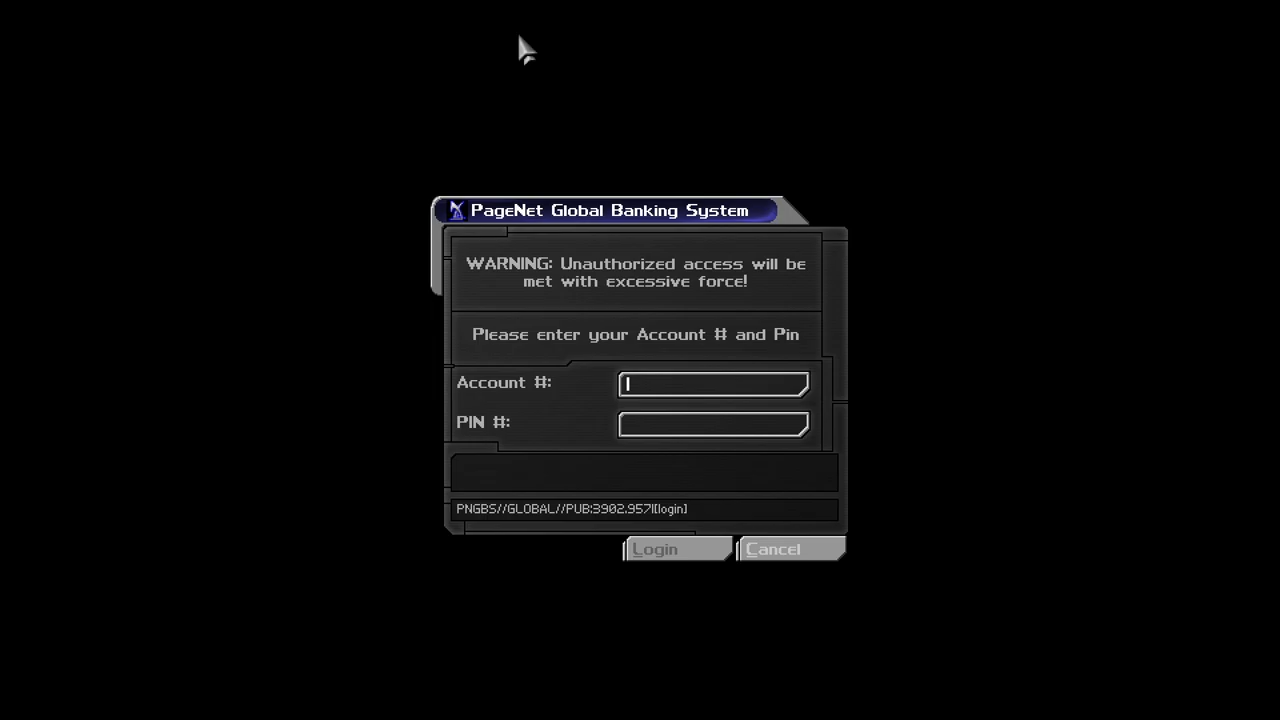 PageNet Global Banking System
WARNING: Unauthorized access will be
met with excessive force!
Please enter your Account # and Pin
Account #:
PIN #:
PNGBS//GLOBAL//PUB:3902.957[[login]
Login
Cancel